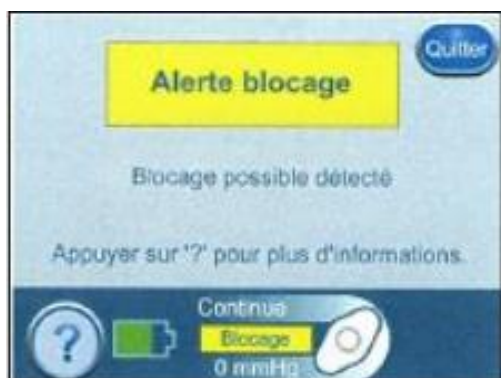 Quitter
Alerte blocage
Blocage possible détecté
Appuyer sur '?' pour plus d'informations.
?
Continue
Blocage
0 mmHg